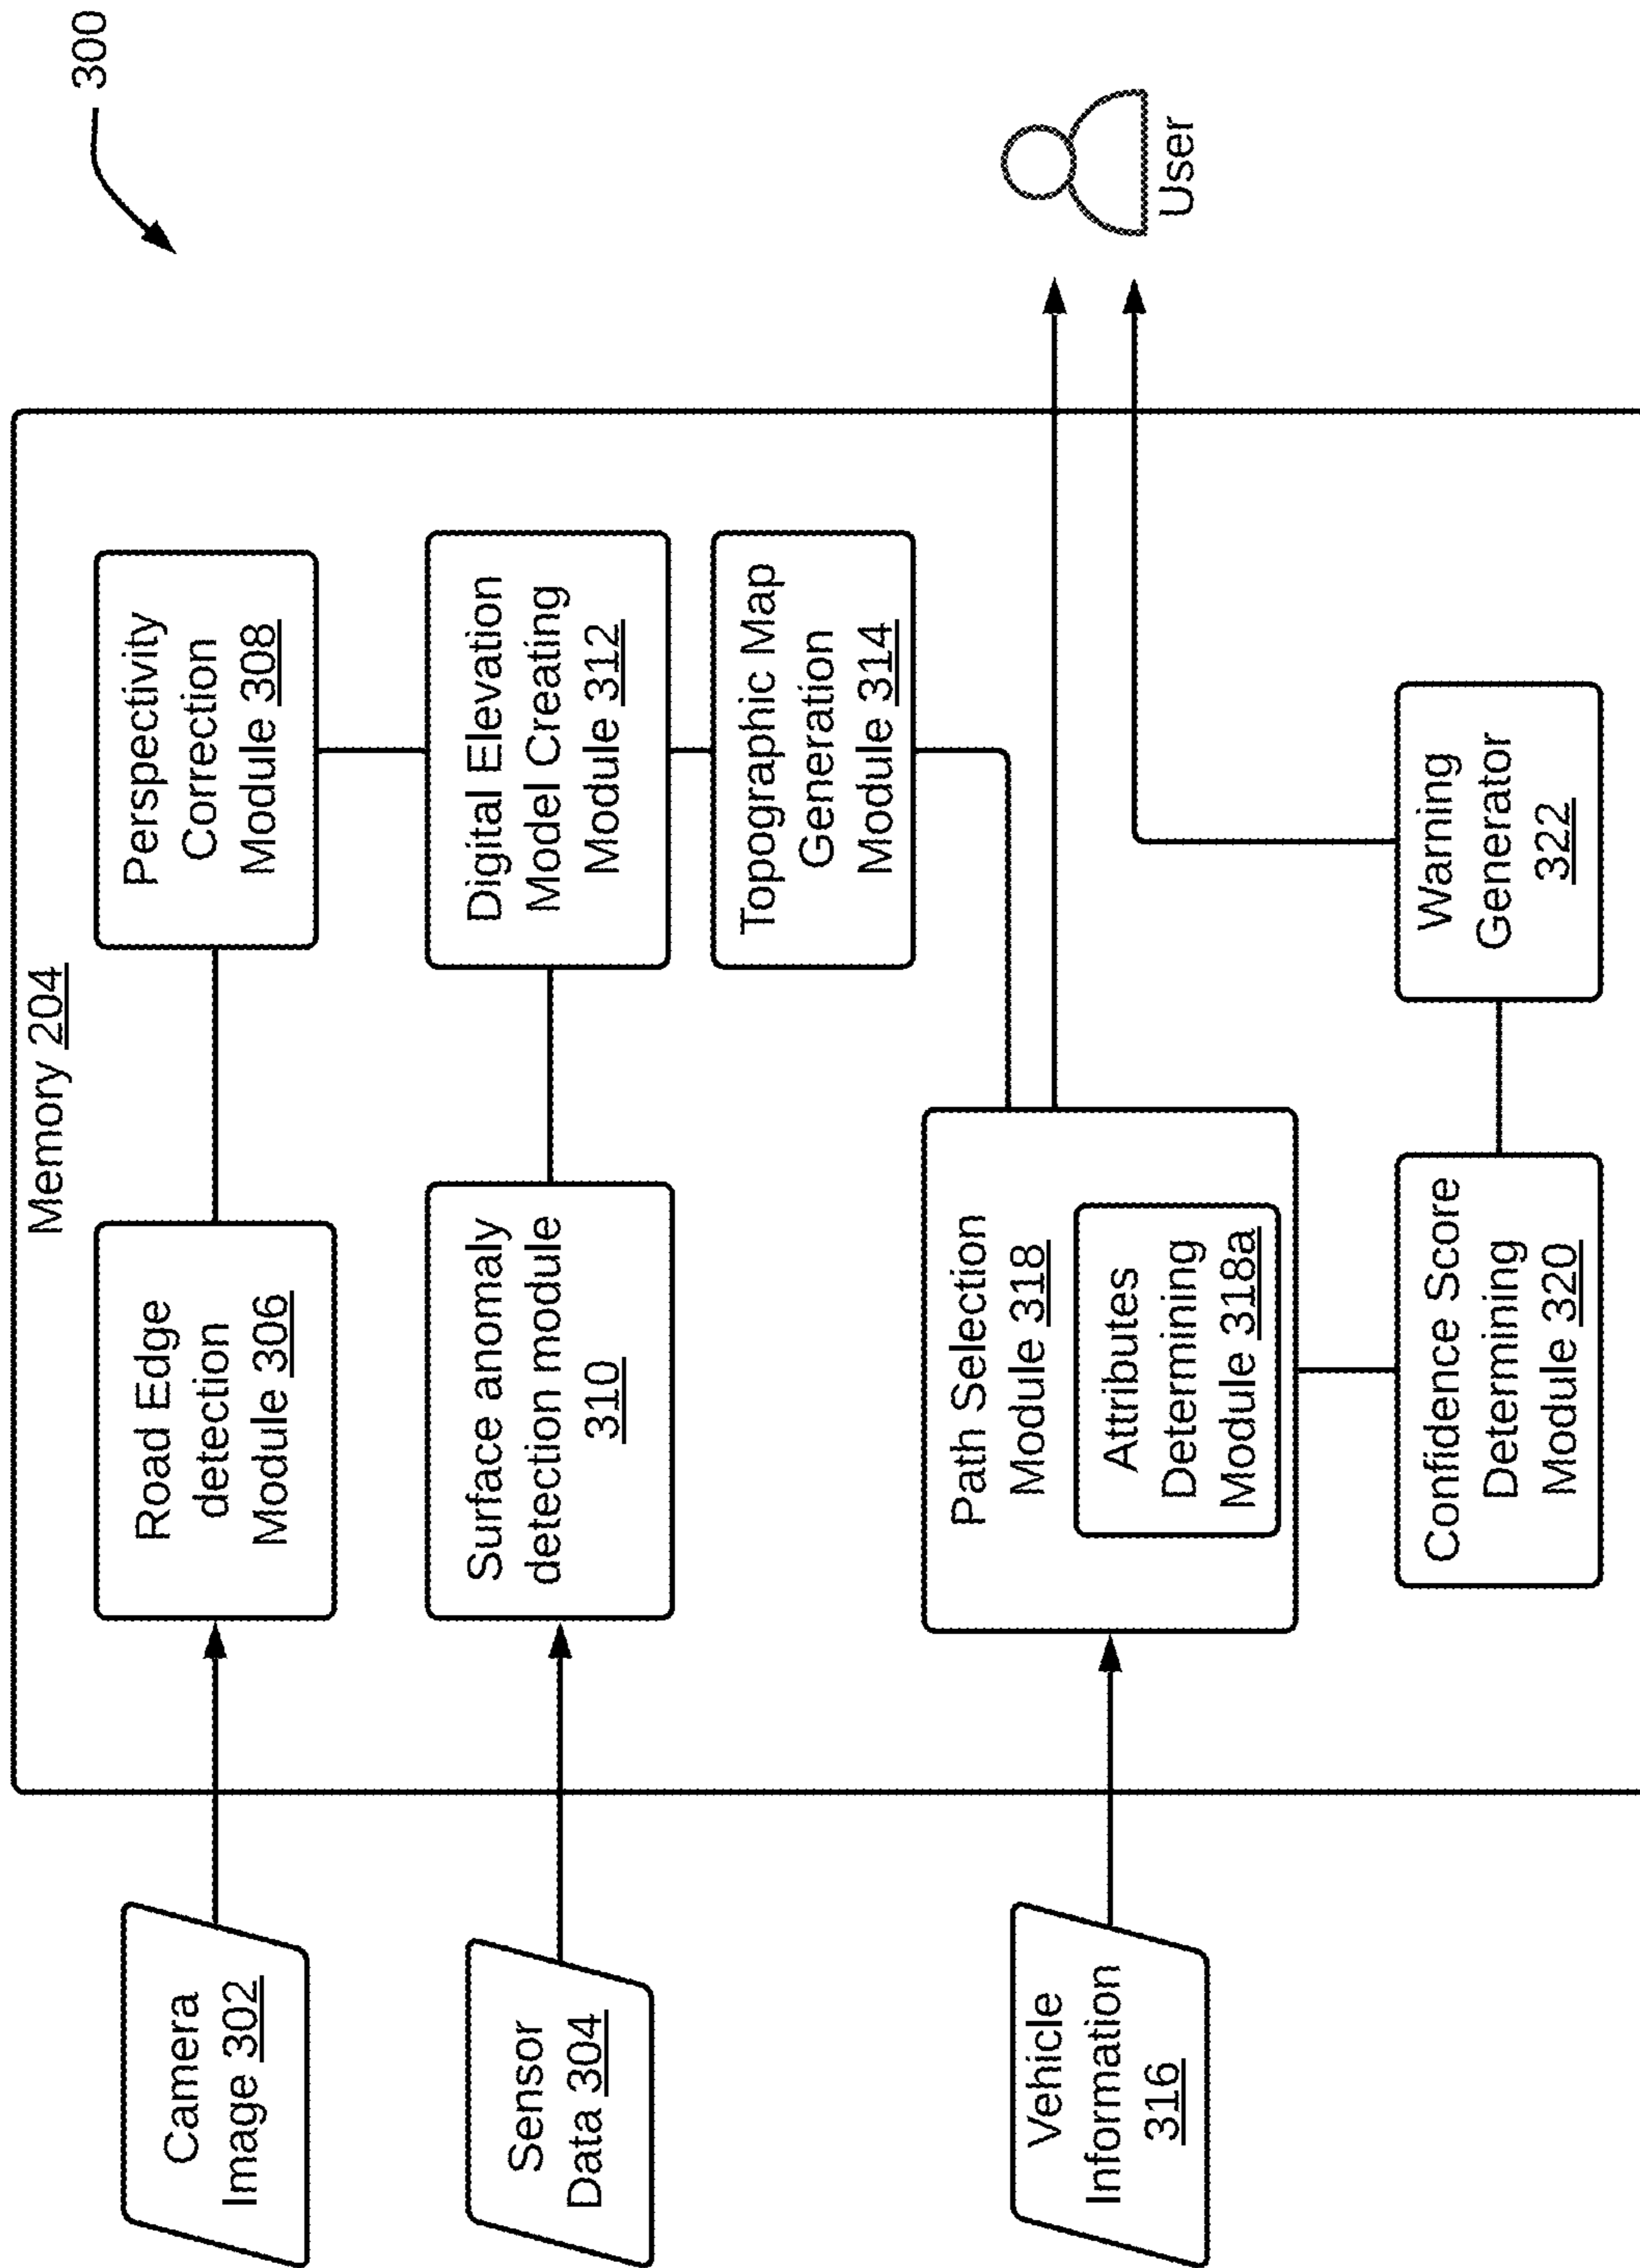 300
Memory 204
Camera
Image 302
Road Edge
detection
Module 306
Perspectivity
Correction
Module 308
Sensor
Data 304
Surface anomaly
detection module
310
Digital Elevation
Model Creating
Module 312
Topographic Map
Generation
Module 314
Vehicle
Information
316
Path Selection
Module 318
Attributes
Determining
Module 318a
User
Confidence Score
Determining
Module 320
Warning
Generator
322